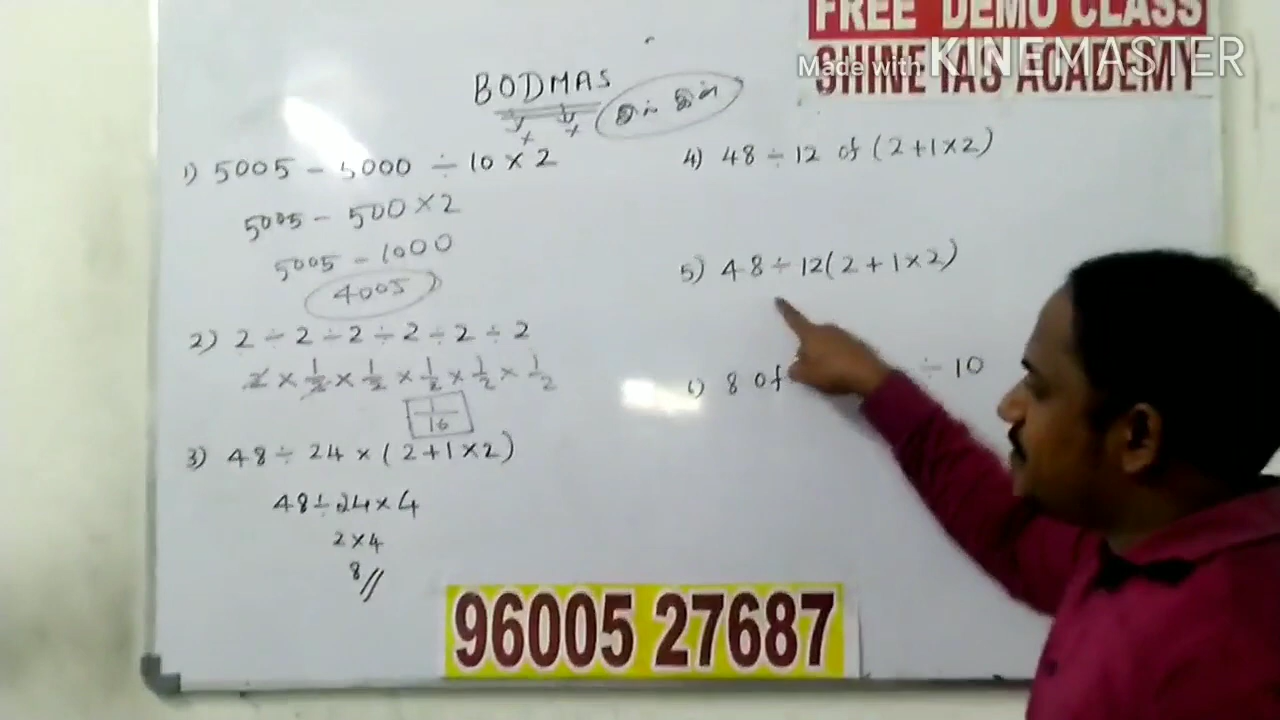 FREE DEMO CLASS
SHINE IAS ACADEMY
Made with KINEMASTER
BODMAS
இல் இன்
1) 5005 - 5000 ÷ 10 × 2
5005 - 500 × 2
5005 - 1000
4005
2) 2 ÷ 2 ÷ 2 ÷ 2 ÷ 2 ÷ 2
2 × 1/2 × 1/2 × 1/2 × 1/2 × 1/2
1/16
3) 48 ÷ 24 × (2+1×2)
48÷24×4
2×4
8//
4) 48 ÷ 12 of (2+1×2)
5) 48 ÷ 12(2+1×2)
8 of
÷ 10
96005 27687